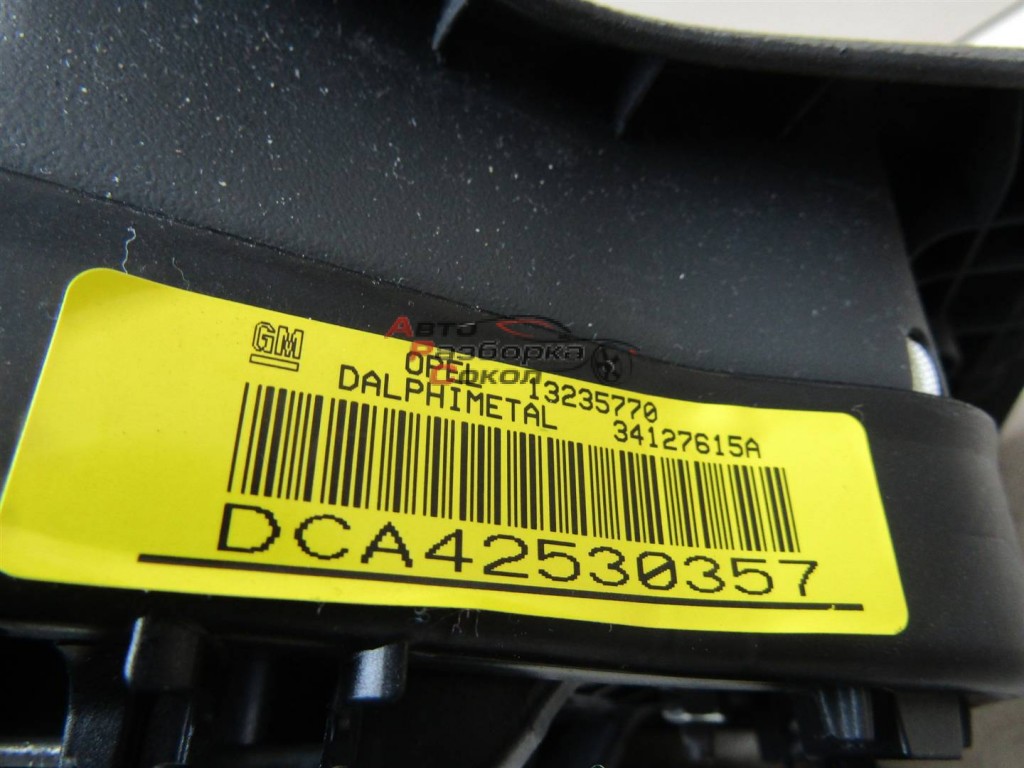 GM
OPEL 13235770
DALPHIMETAL 34127615A
DCA42530357
Авто
Разборка
Сокол